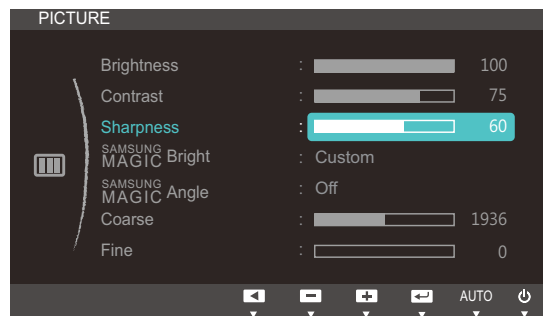 PICTURE
Brightness : 100
Contrast : 75
Sharpness : 60
SAMSUNG MAGIC Bright : Custom
SAMSUNG MAGIC Angle : Off
Coarse : 1936
Fine : 0
AUTO